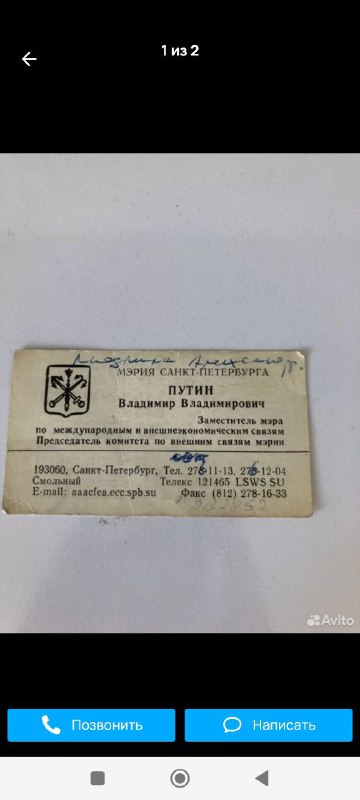 1 из 2
Людмила Александр.
МЭРИЯ САНКТ-ПЕТЕРБУРГА
ПУТИН
Владимир Владимирович
Заместитель мэра
по международным и внешнеэкономическим связям
Председатель комитета по внешним связям мэрии
193060, Санкт-Петербург, Тел. 278-11-13, 278-12-04
Смольный Телекс 121465 LSWS SU
E-mail: aaacfea.ecc.spb.su Факс (812) 278-16-33
Avito
Позвонить Написать